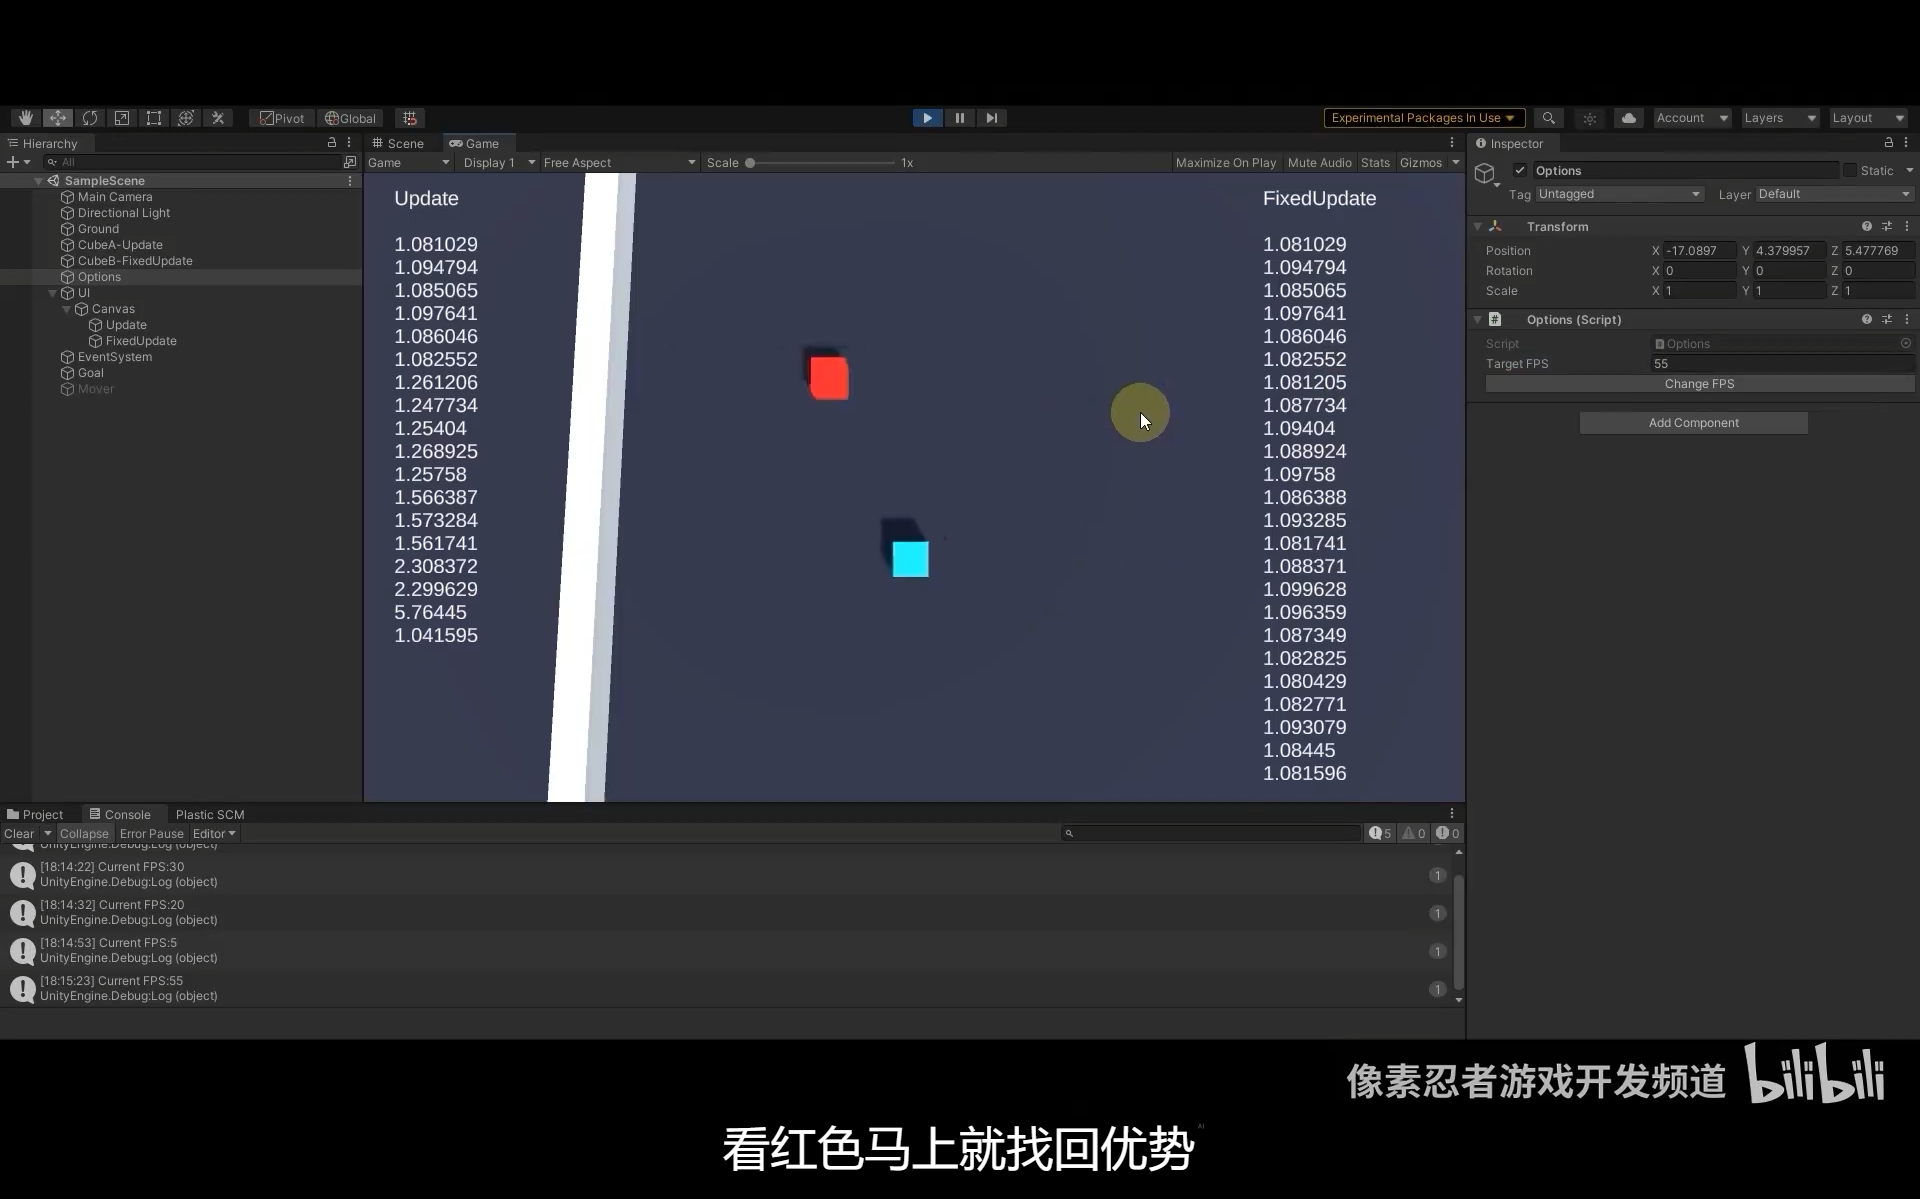 Pivot
Global
Experimental Packages In Use
Account
Layers
Layout
Hierarchy
All
SampleScene
Main Camera
Directional Light
Ground
CubeA-Update
CubeB-FixedUpdate
Options
UI
Canvas
Update
FixedUpdate
EventSystem
Goal
Mover
Scene
Game
Game
Display 1
Free Aspect
Scale
1x
Maximize On Play
Mute Audio
Stats
Gizmos
Update
1.081029
1.094794
1.085065
1.097641
1.086046
1.082552
1.261206
1.247734
1.25404
1.268925
1.25758
1.566387
1.573284
1.561741
2.308372
2.299629
5.76445
1.041595
FixedUpdate
1.081029
1.094794
1.085065
1.097641
1.086046
1.082552
1.081205
1.087734
1.09404
1.088924
1.09758
1.086388
1.093285
1.081741
1.088371
1.099628
1.096359
1.087349
1.082825
1.080429
1.082771
1.093079
1.08445
1.081596
Inspector
Options
Static
Tag Untagged
Layer Default
Transform
Position X -17.0897 Y 4.379957 Z 5.477769
Rotation X 0 Y 0 Z 0
Scale X 1 Y 1 Z 1
Options (Script)
Script Options
Target FPS 55
Change FPS
Add Component
Project
Console
Plastic SCM
Clear
Collapse
Error Pause
Editor
5
0
0
UnityEngine.Debug:Log (object)
[18:14:22] Current FPS:30
UnityEngine.Debug:Log (object)
1
[18:14:32] Current FPS:20
UnityEngine.Debug:Log (object)
1
[18:14:53] Current FPS:5
UnityEngine.Debug:Log (object)
1
[18:15:23] Current FPS:55
UnityEngine.Debug:Log (object)
1
像素忍者游戏开发频道 bilibili
看红色马上就找回优势